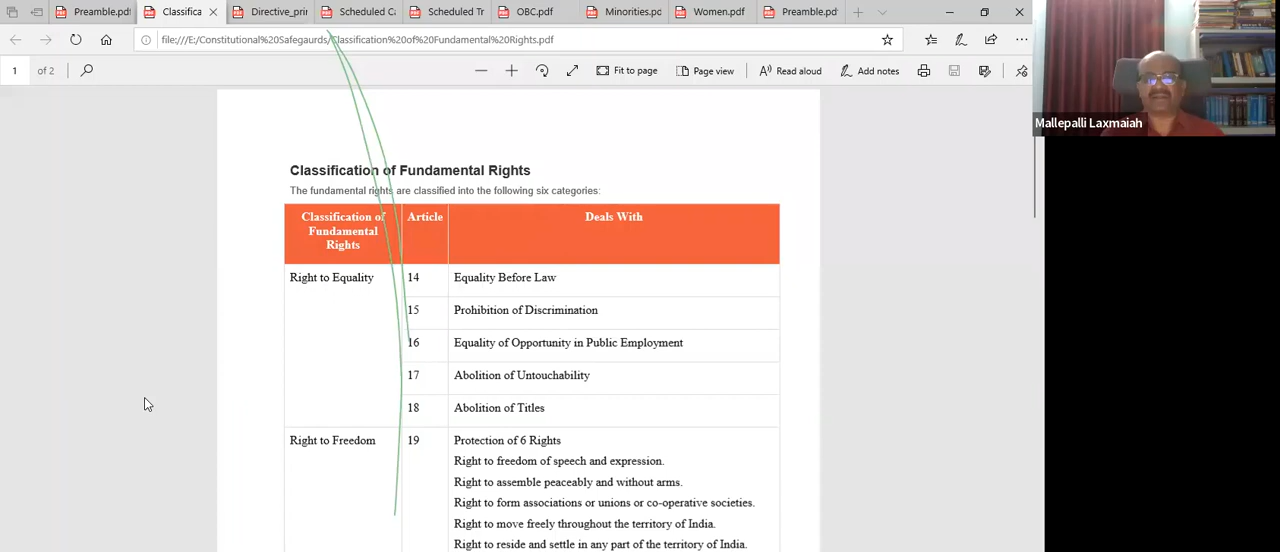 Preamble.pdf
Classifica
Directive_prin
Scheduled Ca
Scheduled Tr
OBC.pdf
Minorities.pd
Women.pdf
Preamble.pdf
file:///E:/Constitutional%20Safegaurds/Classification%20of%20Fundamental%20Rights.pdf
1 of 2
Fit to page
Page view
Read aloud
Add notes
Mallepalli Laxmaiah
Classification of Fundamental Rights
The fundamental rights are classified into the following six categories:
Classification of Fundamental Rights Article Deals With
Right to Equality 14 Equality Before Law
15 Prohibition of Discrimination
16 Equality of Opportunity in Public Employment
17 Abolition of Untouchability
18 Abolition of Titles
Right to Freedom 19 Protection of 6 Rights
Right to freedom of speech and expression.
Right to assemble peaceably and without arms.
Right to form associations or unions or co-operative societies.
Right to move freely throughout the territory of India.
Right to reside and settle in any part of the territory of India.